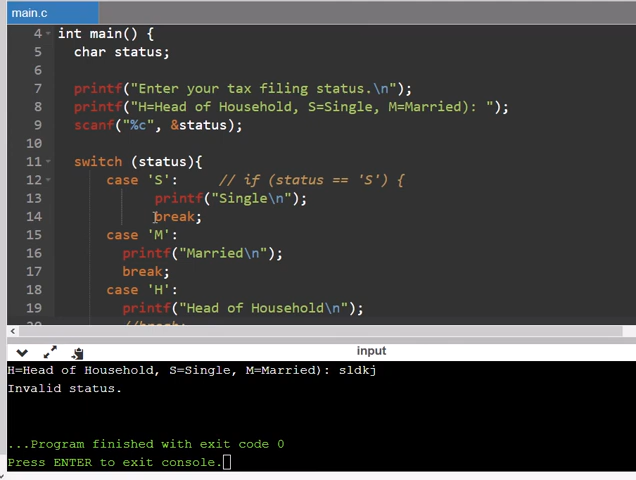 main.c
4 int main() {
5 char status;
6
7 printf("Enter your tax filing status.\n");
8 printf("H=Head of Household, S=Single, M=Married): ");
9 scanf("%c", &status);
10
11 switch (status){
12 case 'S': // if (status == 'S') {
13 printf("Single\n");
14 break;
15 case 'M':
16 printf("Married\n");
17 break;
18 case 'H':
19 printf("Head of Household\n");
20 //break;
input
H=Head of Household, S=Single, M=Married): sldkj
Invalid status.
...Program finished with exit code 0
Press ENTER to exit console.